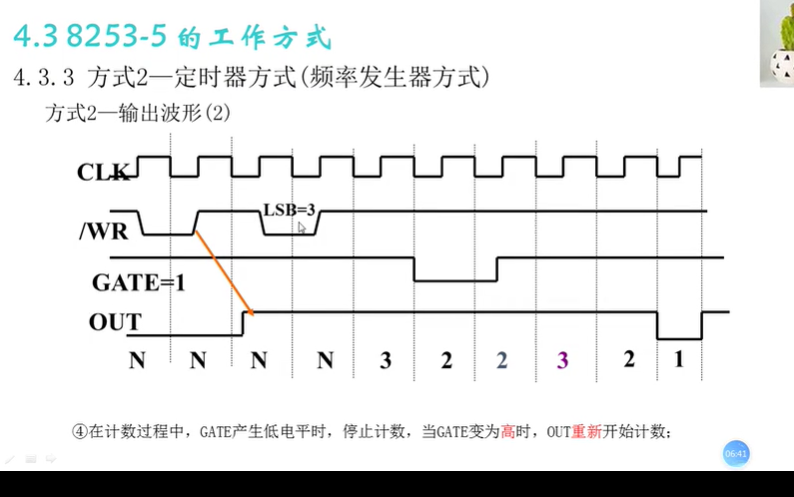 4.3 8253-5 的工作方式
4.3.3 方式2—定时器方式(频率发生器方式)
方式2—输出波形(2)
CLK
LSB=3
/WR
GATE=1
OUT
N N N N 3 2 2 3 2 1
④在计数过程中，GATE产生低电平时，停止计数，当GATE变为高时，OUT重新开始计数；
06:41